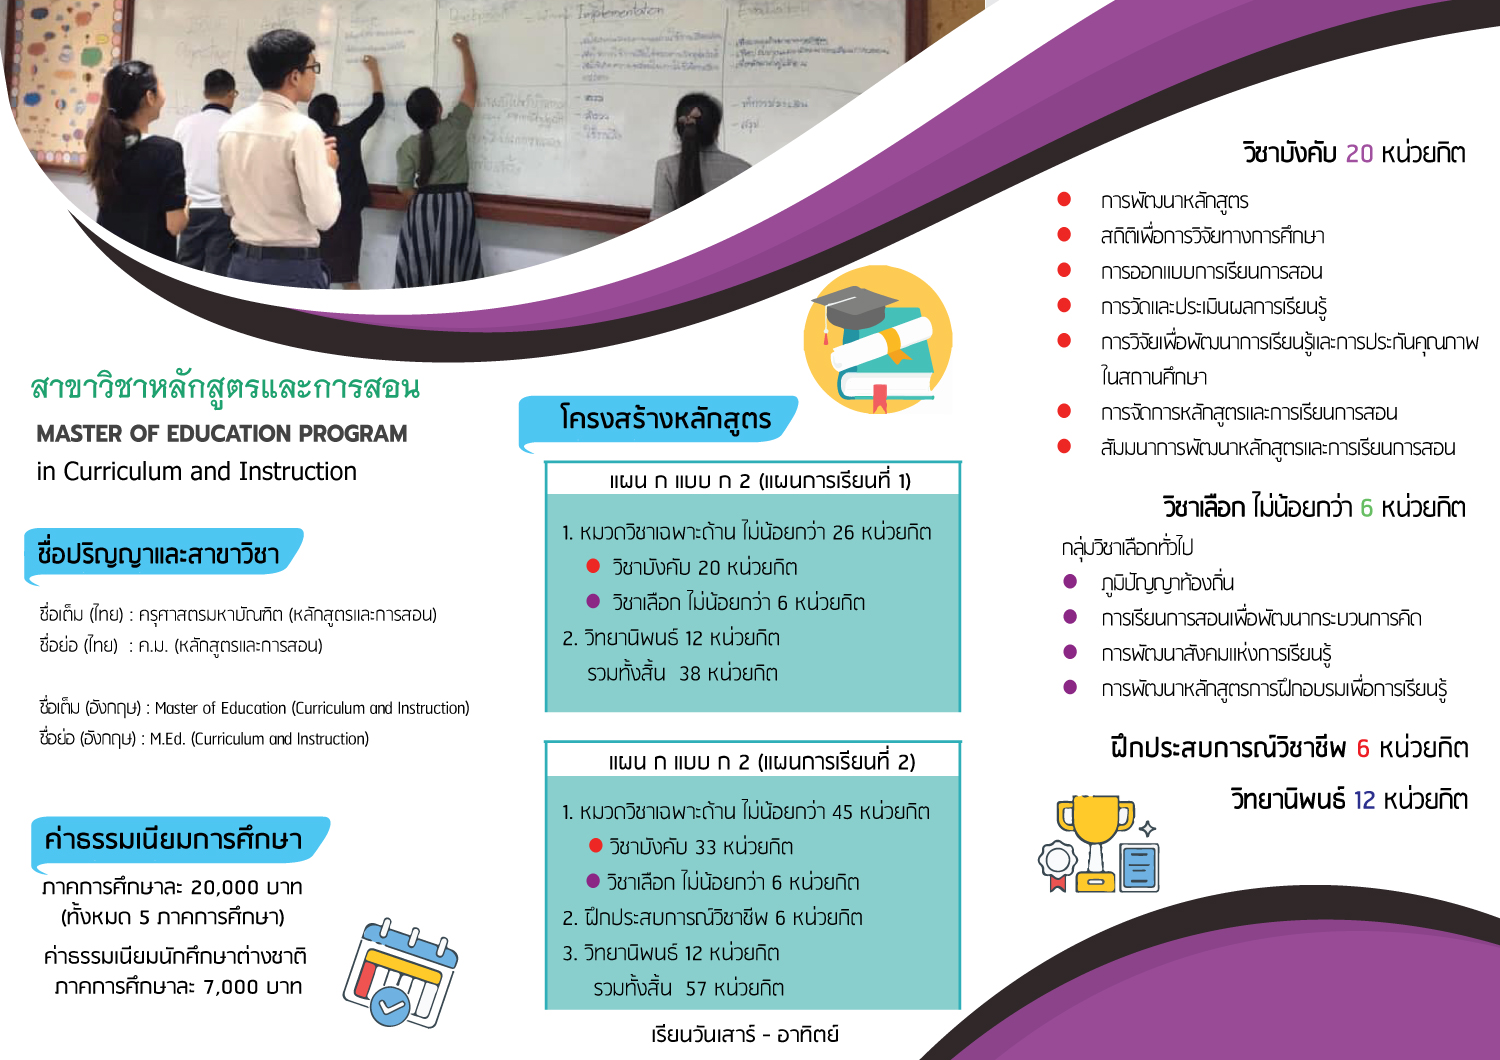 Implementation
สาขาวิชาหลักสูตรและการสอน
MASTER OF EDUCATION PROGRAM
in Curriculum and Instruction
ชื่อปริญญาและสาขาวิชา
ชื่อเต็ม (ไทย) : ครุศาสตรมหาบัณฑิต (หลักสูตรและการสอน)
ชื่อย่อ (ไทย) : ค.ม. (หลักสูตรและการสอน)
ชื่อเต็ม (อังกฤษ) : Master of Education (Curriculum and Instruction)
ชื่อย่อ (อังกฤษ) : M.Ed. (Curriculum and Instruction)
ค่าธรรมเนียมการศึกษา
ภาคการศึกษาละ 20,000 บาท
(ทั้งหมด 5 ภาคการศึกษา)
ค่าธรรมเนียมนักศึกษาต่างชาติ
ภาคการศึกษาละ 7,000 บาท
โครงสร้างหลักสูตร
แผน ก แบบ ก 2 (แผนการเรียนที่ 1)
1. หมวดวิชาเฉพาะด้าน ไม่น้อยกว่า 26 หน่วยกิต
วิชาบังคับ 20 หน่วยกิต
วิชาเลือก ไม่น้อยกว่า 6 หน่วยกิต
2. วิทยานิพนธ์ 12 หน่วยกิต
รวมทั้งสิ้น 38 หน่วยกิต
แผน ก แบบ ก 2 (แผนการเรียนที่ 2)
1. หมวดวิชาเฉพาะด้าน ไม่น้อยกว่า 45 หน่วยกิต
วิชาบังคับ 33 หน่วยกิต
วิชาเลือก ไม่น้อยกว่า 6 หน่วยกิต
2. ฝึกประสบการณ์วิชาชีพ 6 หน่วยกิต
3. วิทยานิพนธ์ 12 หน่วยกิต
รวมทั้งสิ้น 57 หน่วยกิต
เรียนวันเสาร์ - อาทิตย์
วิชาบังคับ 20 หน่วยกิต
การพัฒนาหลักสูตร
สถิติเพื่อการวิจัยทางการศึกษา
การออกแบบการเรียนการสอน
การวัดและประเมินผลการเรียนรู้
การวิจัยเพื่อพัฒนาการเรียนรู้และการประกันคุณภาพ
ในสถานศึกษา
การจัดการหลักสูตรและการเรียนการสอน
สัมมนาการพัฒนาหลักสูตรและการเรียนการสอน
วิชาเลือก ไม่น้อยกว่า 6 หน่วยกิต
กลุ่มวิชาเลือกทั่วไป
ภูมิปัญญาท้องถิ่น
การเรียนการสอนเพื่อพัฒนากระบวนการคิด
การพัฒนาสังคมแห่งการเรียนรู้
การพัฒนาหลักสูตรการฝึกอบรมเพื่อการเรียนรู้
ฝึกประสบการณ์วิชาชีพ 6 หน่วยกิต
วิทยานิพนธ์ 12 หน่วยกิต